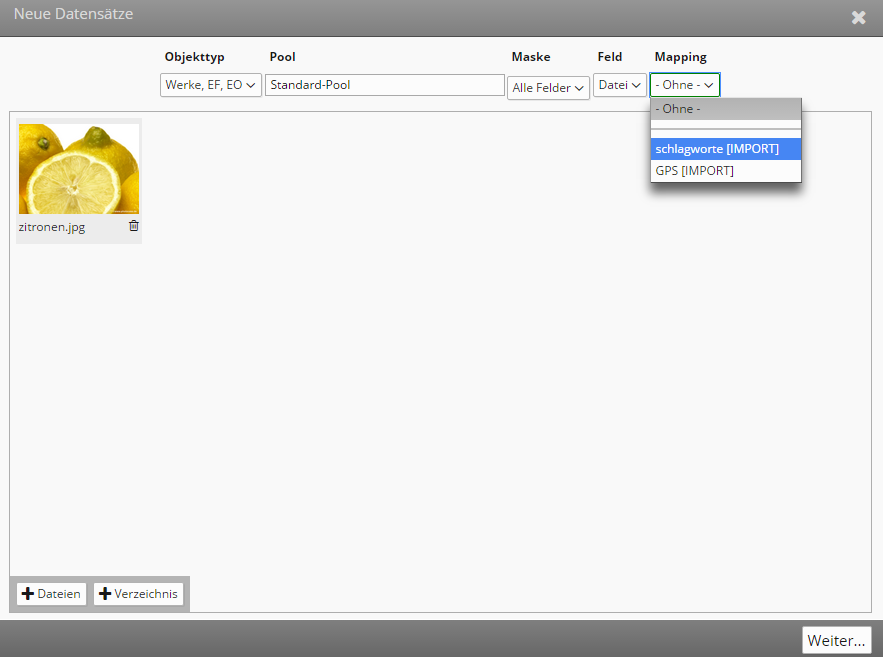 Neue Datensätze
Objekttyp Pool Maske Feld Mapping
Werke, EF, EO Standard-Pool Alle Felder Datei - Ohne -
- Ohne -
schlagworte [IMPORT]
GPS [IMPORT]
zitronen.jpg
Dateien Verzeichnis
Weiter...